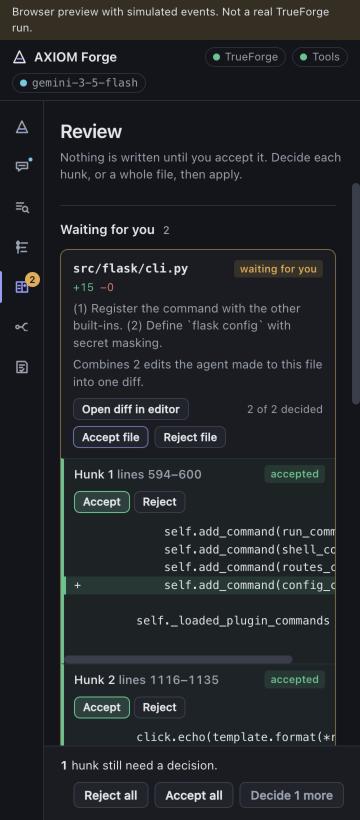 Browser preview with simulated events. Not a real TrueForge
run.
AXIOM Forge
TrueForge
Tools
gemini-3-5-flash
Review
Nothing is written until you accept it. Decide each
hunk, or a whole file, then apply.
Waiting for you 2
src/flask/cli.py
waiting for you
+15 −0
(1) Register the command with the other
built-ins. (2) Define `flask config` with
secret masking.
Combines 2 edits the agent made to this file
into one diff.
Open diff in editor
2 of 2 decided
Accept file
Reject file
2
Hunk 1 lines 594–600
accepted
Accept
Reject
self.add_command(run_comm
self.add_command(shell_co
self.add_command(routes_c
+ self.add_command(config_c
self._loaded_plugin_commands
Hunk 2 lines 1116–1135
accepted
Accept
Reject
click.echo(template.format(*r
1 hunk still need a decision.
Reject all
Accept all
Decide 1 more